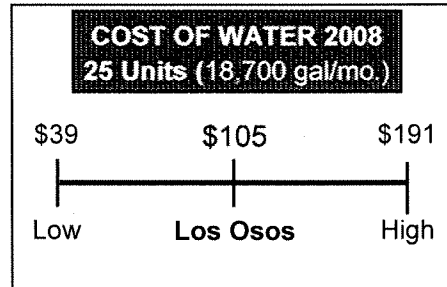 COST OF WATER 2008
25 Units (18,700 gal/mo.)
$39 $105 $191
Low Los Osos High